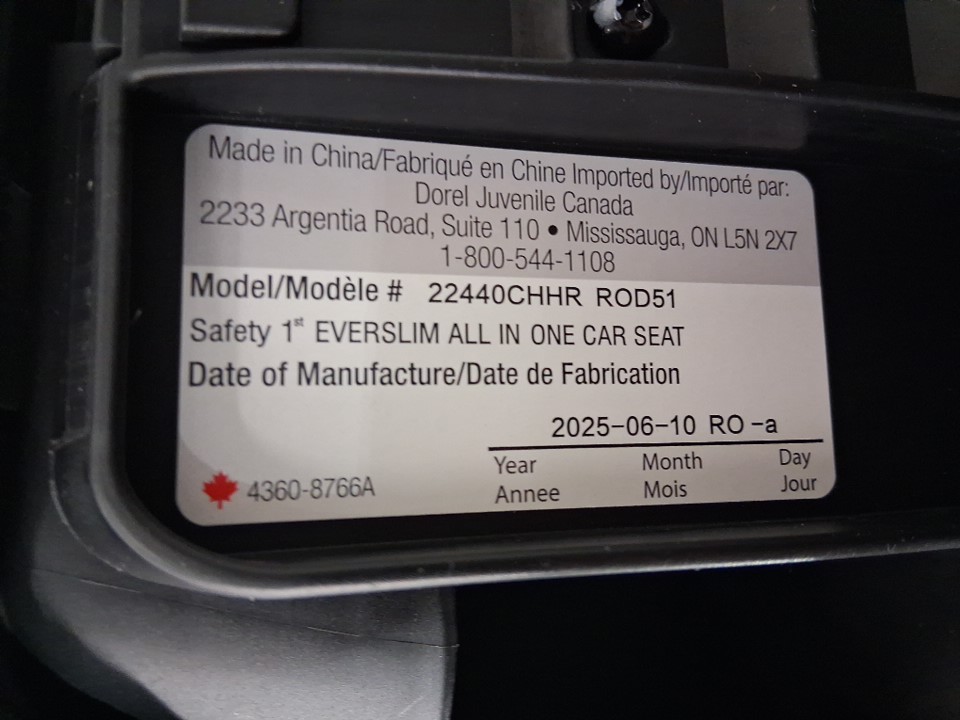 Made in China/Fabriqué en Chine Imported by/Importé par:
Dorel Juvenile Canada
2233 Argentia Road, Suite 110 • Mississauga, ON L5N 2X7
1-800-544-1108
Model/Modèle # 22440CHHR ROD51
Safety 1st EVERSLIM ALL IN ONE CAR SEAT
Date of Manufacture/Date de Fabrication
2025-06-10 RO-a
Year Month Day
Annee Mois Jour
4360-8766A